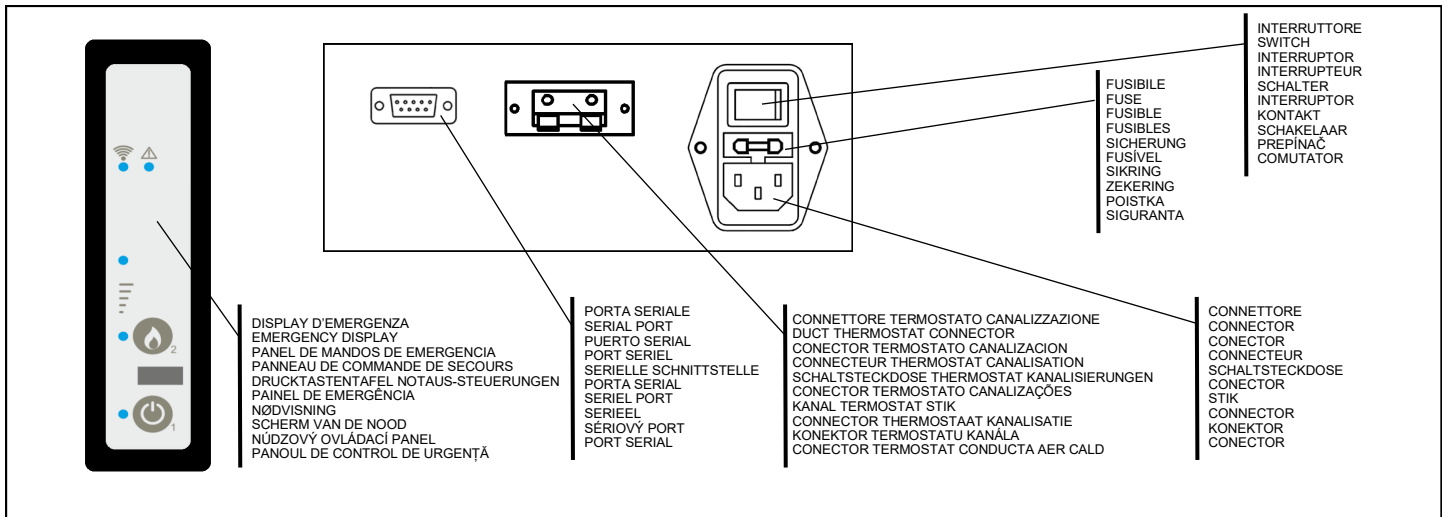 INTERRUTTORE
SWITCH
INTERRUPTOR
INTERRUPTEUR
SCHALTER
INTERRUPTOR
KONTAKT
SCHAKELAAR
PREPÍNAČ
COMUTATOR
FUSIBILE
FUSE
FUSIBLE
FUSIBLES
SICHERUNG
FUSÍVEL
SIKRING
ZEKERING
POISTKA
SIGURANTA
2
1
DISPLAY D'EMERGENZA
EMERGENCY DISPLAY
PANEL DE MANDOS DE EMERGENCIA
PANNEAU DE COMMANDE DE SECOURS
DRUCKTASTENTAFEL NOTAUS-STEUERUNGEN
PAINEL DE EMERGÊNCIA
NØDVISNING
SCHERM VAN DE NOOD
NÚDZOVÝ OVLÁDACÍ PANEL
PANOUL DE CONTROL DE URGENȚĂ
PORTA SERIALE
SERIAL PORT
PUERTO SERIAL
PORT SERIEL
SERIELLE SCHNITTSTELLE
PORTA SERIAL
SERIEL PORT
SERIEEL
SÉRIOVÝ PORT
PORT SERIAL
CONNETTORE TERMOSTATO CANALIZZAZIONE
DUCT THERMOSTAT CONNECTOR
CONECTOR TERMOSTATO CANALIZACION
CONNECTEUR THERMOSTAT CANALISATION
SCHALTSTECKDOSE THERMOSTAT KANALISIERUNGEN
CONECTOR TERMOSTATO CANALIZAÇÕES
KANAL TERMOSTAT STIK
CONNECTOR THERMOSTAAT KANALISATIE
KONEKTOR TERMOSTATU KANÁLA
CONECTOR TERMOSTAT CONDUCTA AER CALD
CONNETTORE
CONNECTOR
CONECTOR
CONNECTEUR
SCHALTSTECKDOSE
CONECTOR
STIK
CONNECTOR
KONEKTOR
CONECTOR